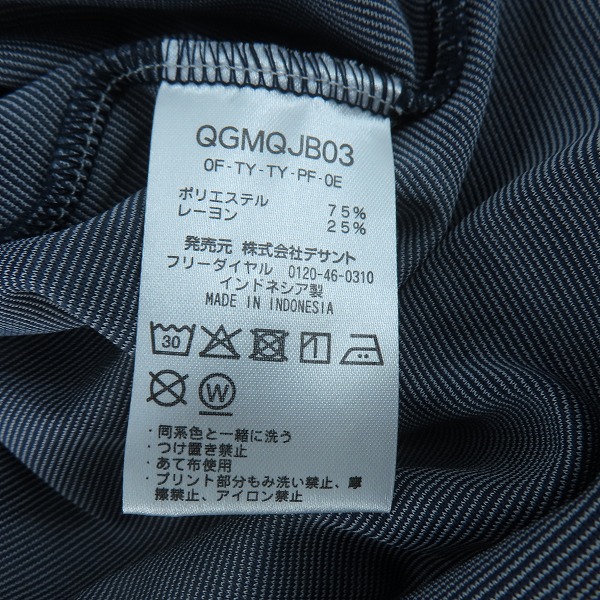 QGMQJB03
0F-TY-TY-PF-0E
ポリエステル 75%
レーヨン 25%
発売元 株式会社デサント
フリーダイヤル 0120-46-0310
インドネシア製
MADE IN INDONESIA
30
W
・同系色と一緒に洗う
・つけ置き禁止
・あて布使用
・プリント部分もみ洗い禁止、摩
擦禁止、アイロン禁止